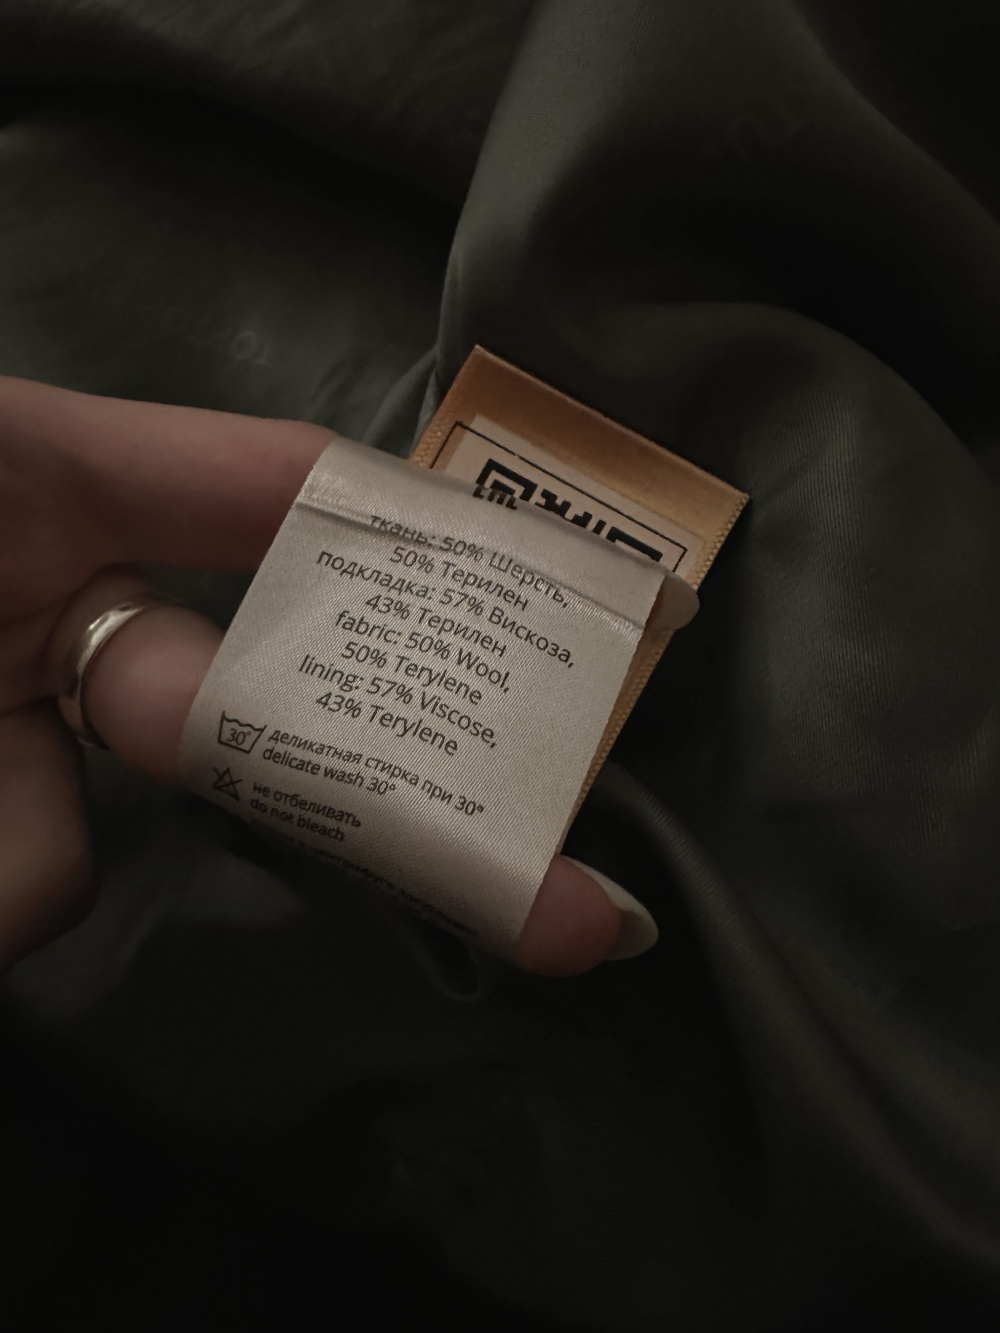 ткань: 50% Шерсть,
50% Терилен
подкладка: 57% Вискоза,
43% Терилен
fabric: 50% Wool,
50% Terylene
lining: 57% Viscose,
43% Terylene
30° деликатная стирка при 30°
delicate wash 30°
не отбеливать
do not bleach